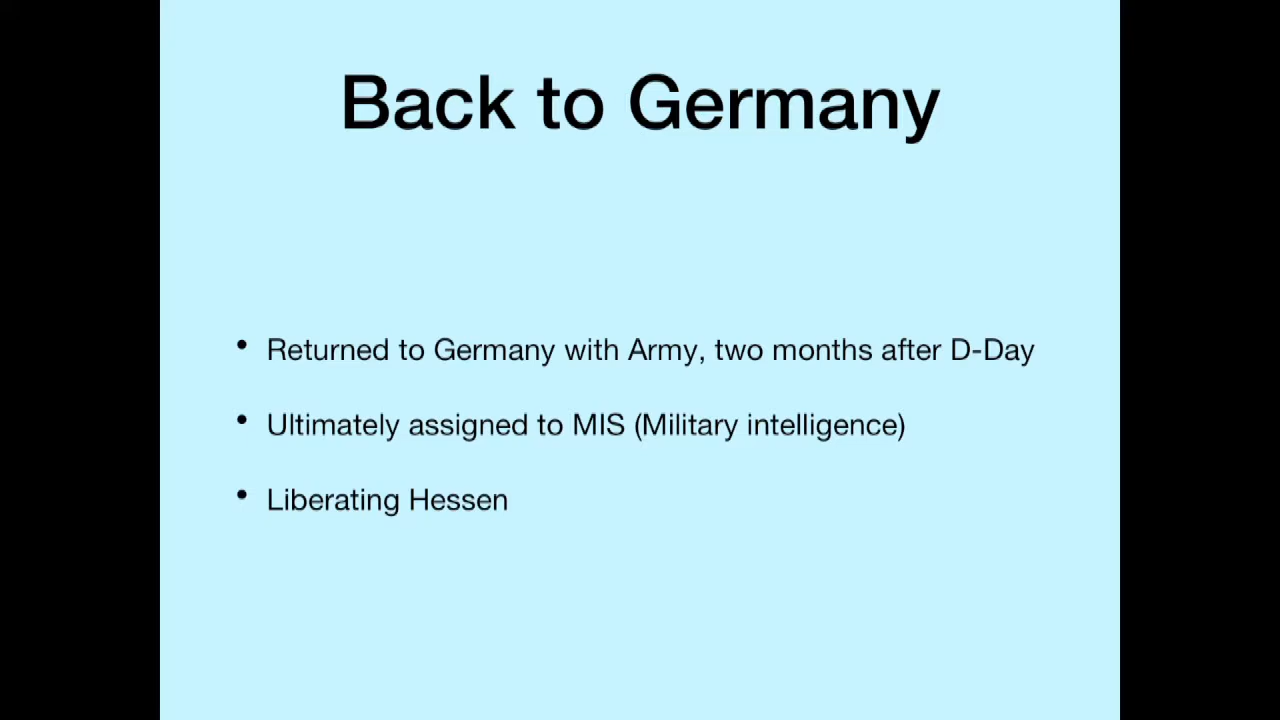 Back to Germany
• Returned to Germany with Army, two months after D-Day
• Ultimately assigned to MIS (Military intelligence)
• Liberating Hessen